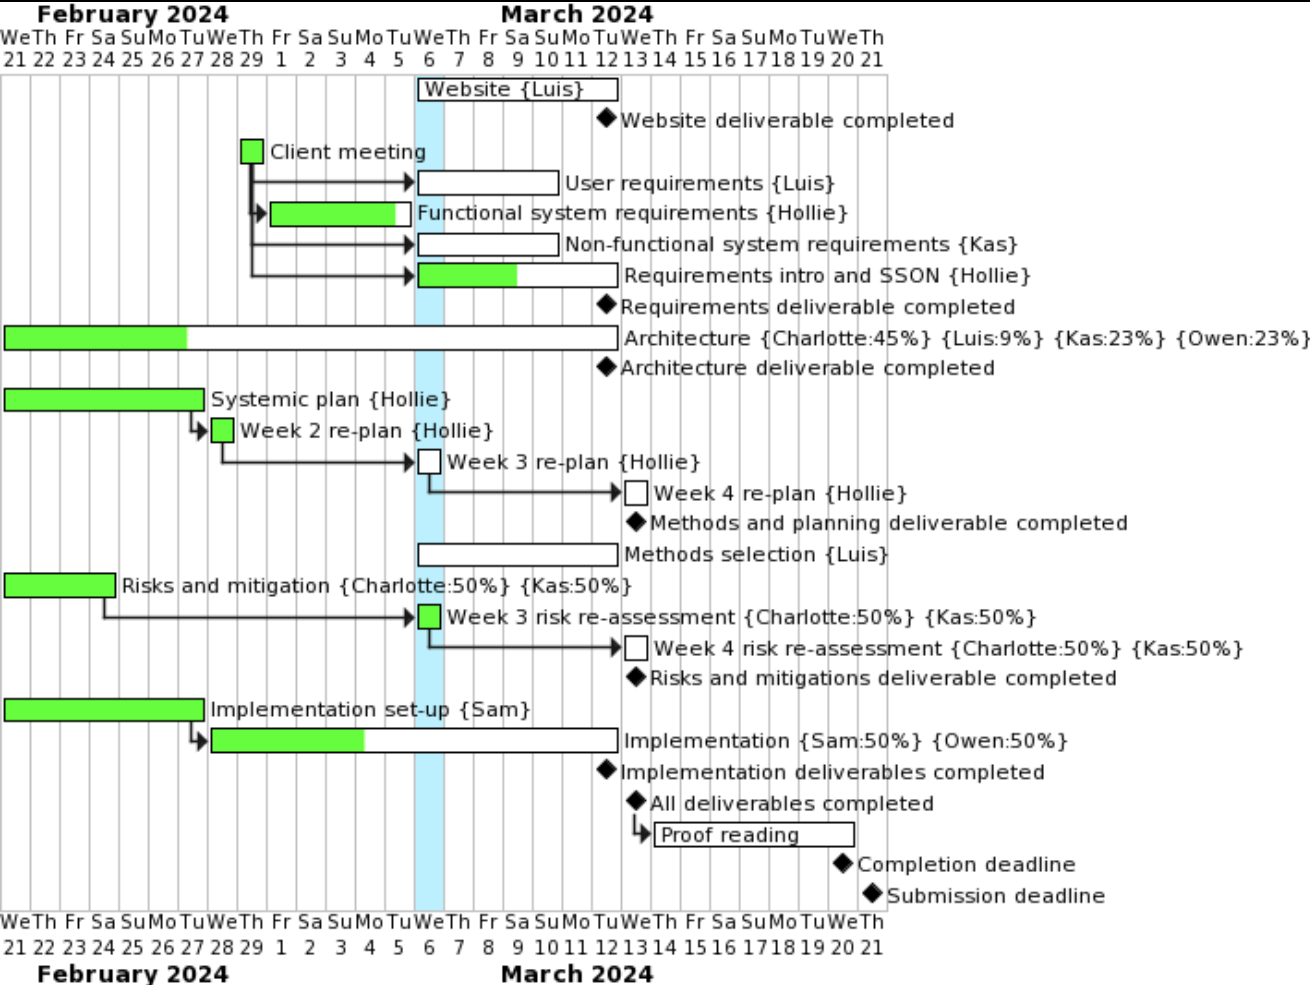 February 2024 March 2024
We Th Fr Sa Su Mo Tu We Th Fr Sa Su Mo Tu We Th Fr Sa Su Mo Tu We Th Fr Sa Su Mo Tu We Th
21 22 23 24 25 26 27 28 29 1 2 3 4 5 6 7 8 9 10 11 12 13 14 15 16 17 18 19 20 21
Website {Luis}
Website deliverable completed
Client meeting
User requirements {Luis}
Functional system requirements {Hollie}
Non-functional system requirements {Kas}
Requirements intro and SSON {Hollie}
Requirements deliverable completed
Architecture {Charlotte:45%} {Luis:9%} {Kas:23%} {Owen:23%}
Architecture deliverable completed
Systemic plan {Hollie}
Week 2 re-plan {Hollie}
Week 3 re-plan {Hollie}
Week 4 re-plan {Hollie}
Methods and planning deliverable completed
Methods selection {Luis}
Risks and mitigation {Charlotte:50%} {Kas:50%}
Week 3 risk re-assessment {Charlotte:50%} {Kas:50%}
Week 4 risk re-assessment {Charlotte:50%} {Kas:50%}
Risks and mitigations deliverable completed
Implementation set-up {Sam}
Implementation {Sam:50%} {Owen:50%}
Implementation deliverables completed
All deliverables completed
Proof reading
Completion deadline
Submission deadline
We Th Fr Sa Su Mo Tu We Th Fr Sa Su Mo Tu We Th Fr Sa Su Mo Tu We Th Fr Sa Su Mo Tu We Th
21 22 23 24 25 26 27 28 29 1 2 3 4 5 6 7 8 9 10 11 12 13 14 15 16 17 18 19 20 21
February 2024 March 2024